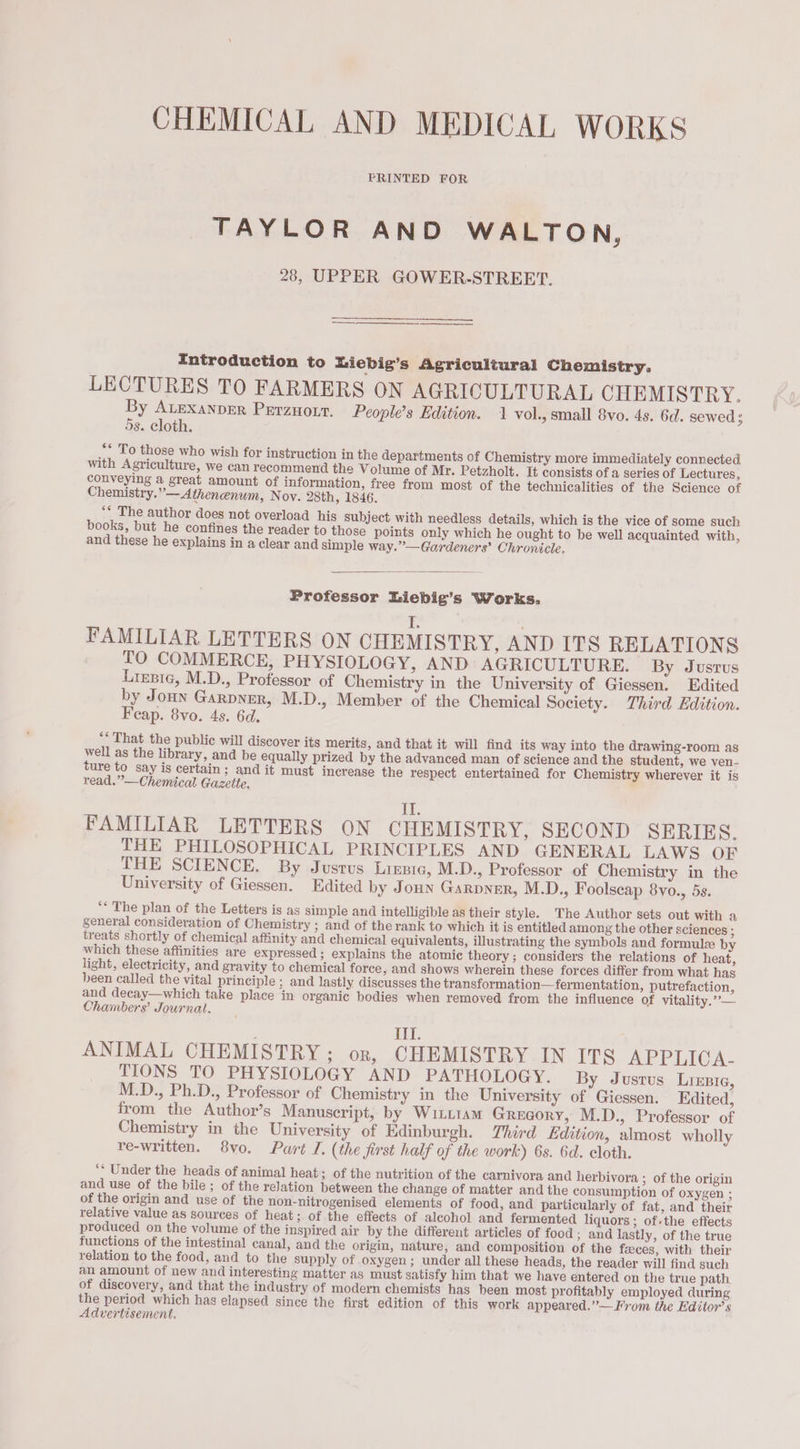 CHEMICAL AND MEDICAL WORKS
PRINTED FOR
TAYLOR AND WALTON,
28, UPPER GOWER-STREET.
Introduction to Liebig's Agricultural Chemistry.
LECTURES TO FARMERS ON AGRICULTURAL CHEMISTRY.
By ALEXANDER PETZHOLT. People's Edition. 1 vol., small 8vo. 4s. 6d. sewed;
5s. cloth.
“ To those who wish for instruction in the departments of Chemistry more immediately connected
with Agriculture, we can recommend the Volume of Mr. Petzholt. It consists of a series of Lectures,
conveying a great amount of information, free from most of the technicalities of the Science of
Chemistry.”—Athenænum, Nov. 28th, 1846.
“ The author does not overload his subject with needless details, which is the vice of some such
books, but he confines the reader to those points only which he ought to be well acquainted with,
and these he explains in a clear and simple way.”—Gardeners' Chronicle.
Professor Liebig's Works.
I.
FAMILIAR LETTERS ON CHEMISTRY, AND ITS RELATIONS
TO COMMERCE, PHYSIOLOGY, AND AGRICULTURE. By JUSTUS
LIEBIG, M.D., Professor of Chemistry in the University of Giessen. Edited
by JOHN GARDNER, M.D., Member of the Chemical Society. Third Edition.
Fcap. 8vo. 4s. 6d.
“ That the public will discover its merits, and that it will find its way into the drawing-room as
well as the library, and be equally prized by the advanced man of science and the student, we ven-
ture to say is certain; and it must increase the respect entertained for Chemistry wherever it is
read.”—Chemical Gazette.
II.
FAMILIAR LETTERS ON CHEMISTRY, SECOND SERIES.
THE PHILOSOPHICAL PRINCIPLES AND GENERAL LAWS OF
THE SCIENCE. By JUSTUS LIEBIG, M.D., Professor of Chemistry in the
University of Giessen. Edited by JOHN GARDNER, M.D., Foolscap 8vo., 5s.
“ The plan of the Letters is as simple and intelligible as their style. The Author sets out with a
general consideration of Chemistry; and of the rank to which it is entitled among the other sciences;
treats shortly of chemical affinity and chemical equivalents, illustrating the symbols and formulæ by
which these affinities are expressed; explains the atomic theory; considers the relations of heat,
light, electricity, and gravity to chemical force, and shows wherein these forces differ from what has
been called the vital principle; and lastly discusses the transformation—fermentation, putrefaction,
and decay—which take place in organic bodies when removed from the influence of vitality.”—
Chambers' Journal.
III.
ANIMAL CHEMISTRY; OR, CHEMISTRY IN ITS APPLICA-
TIONS TO PHYSIOLOGY AND PATHOLOGY. By JUSTUS LIEBIG,
M.D., Ph.D., Professor of Chemistry in the University of Giessen. Edited,
from the Author's Manuscript, by WILLIAM GREGORY, M.D., Professor of
Chemistry in the University of Edinburgh. Third Edition, almost wholly
re-written. 8vo. Part I. (the first half of the work) 6s. 6d. cloth.
“ Under the heads of animal heat; of the nutrition of the carnivora and herbivora; of the origin
and use of the bile; of the relation between the change of matter and the consumption of oxygen;
of the origin and use of the non-nitrogenised elements of food, and particularly of fat, and their
relative value as sources of heat; of the effects of alcohol and fermented liquors; of the effects
produced on the volume of the inspired air by the different articles of food; and lastly, of the true
functions of the intestinal canal, and the origin, nature, and composition of the fæces, with their
relation to the food, and to the supply of oxygen; under all these heads, the reader will find such
an amount of new and interesting matter as must satisfy him that we have entered on the true path
of discovery, and that the industry of modern chemists has been most profitably employed during
the period which has elapsed since the first edition of this work appeared.”—From the Editor's
Advertisement.